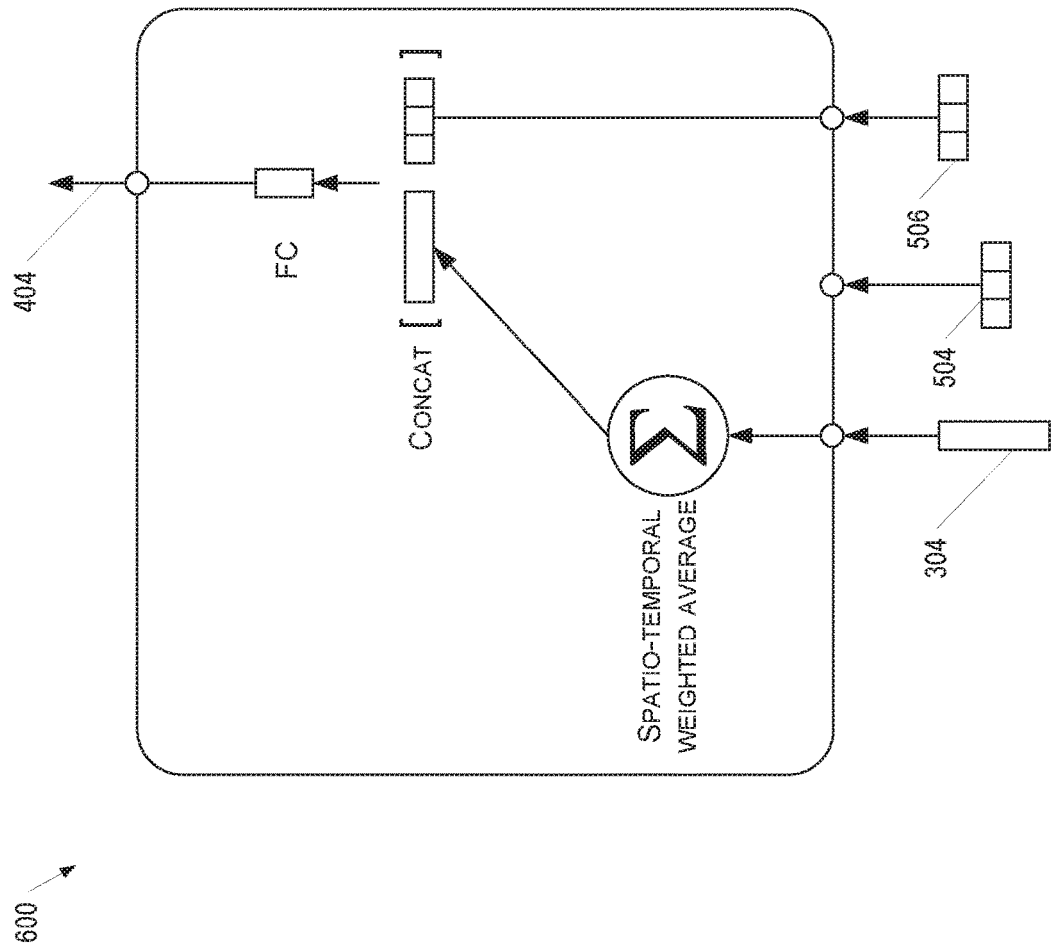 600
404
FC
CONCAT [ ]
Σ
SPATIO-TEMPORAL
WEIGHTED AVERAGE
304
504
506